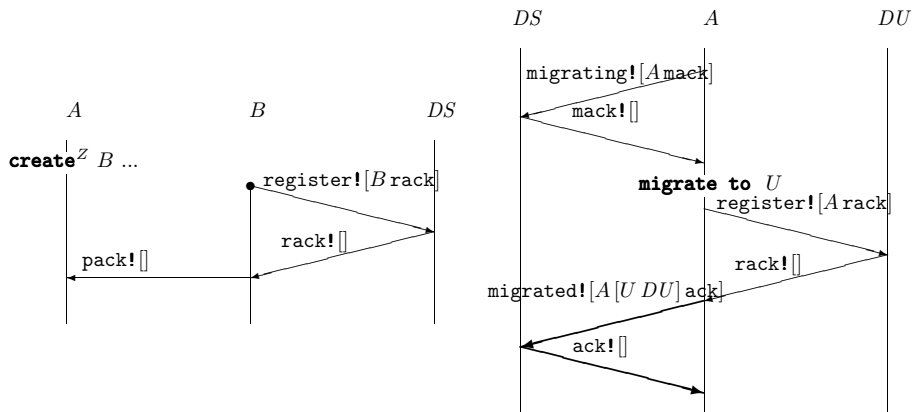 A B DS
create^Z B ...
register![B rack]
rack![]
pack![]
DS A DU
migrating![A mack]
mack![]
migrate to U
register![A rack]
rack![]
migrated![A [U DU] ack]
ack![]